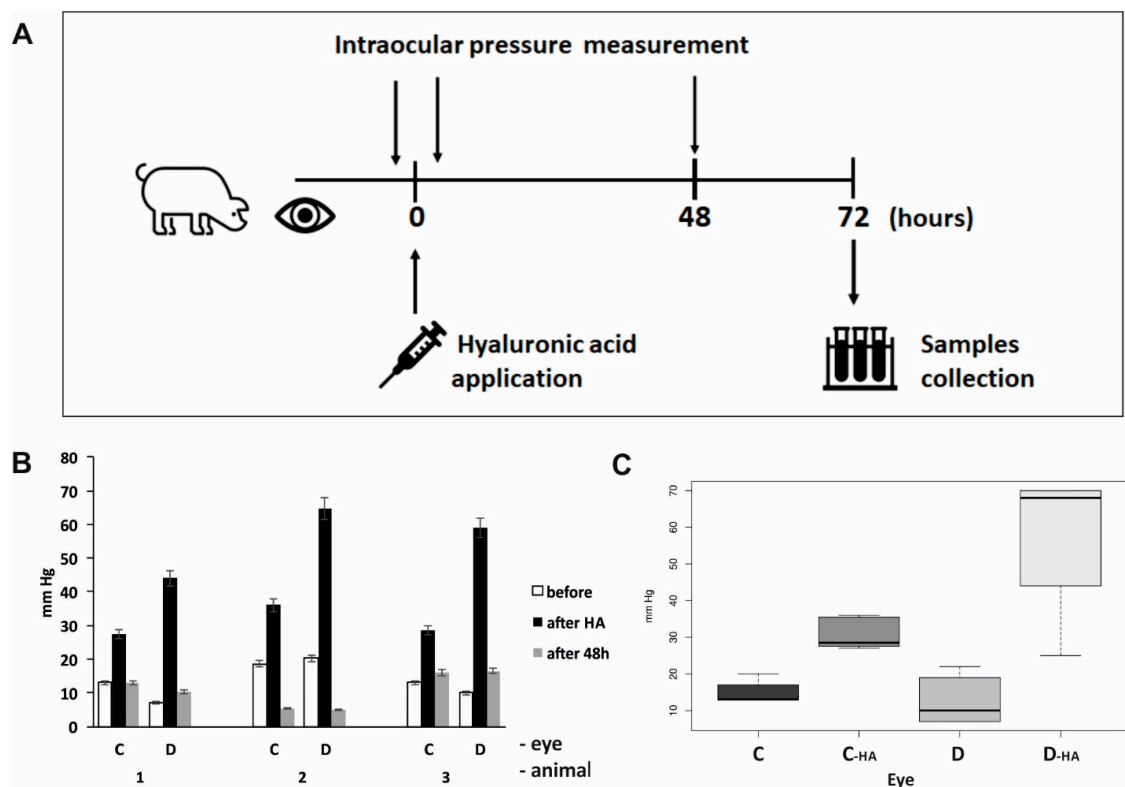 A
Intraocular pressure measurement
0
48
72 (hours)
Hyaluronic acid
application
Samples
collection
B
80
70
60
50
40
30
20
10
0
mm Hg
before
after HA
after 48h
C D C D C D - eye
1 2 3 - animal
C
70
60
50
40
30
20
10
mm Hg
C C-HA D D-HA
Eye